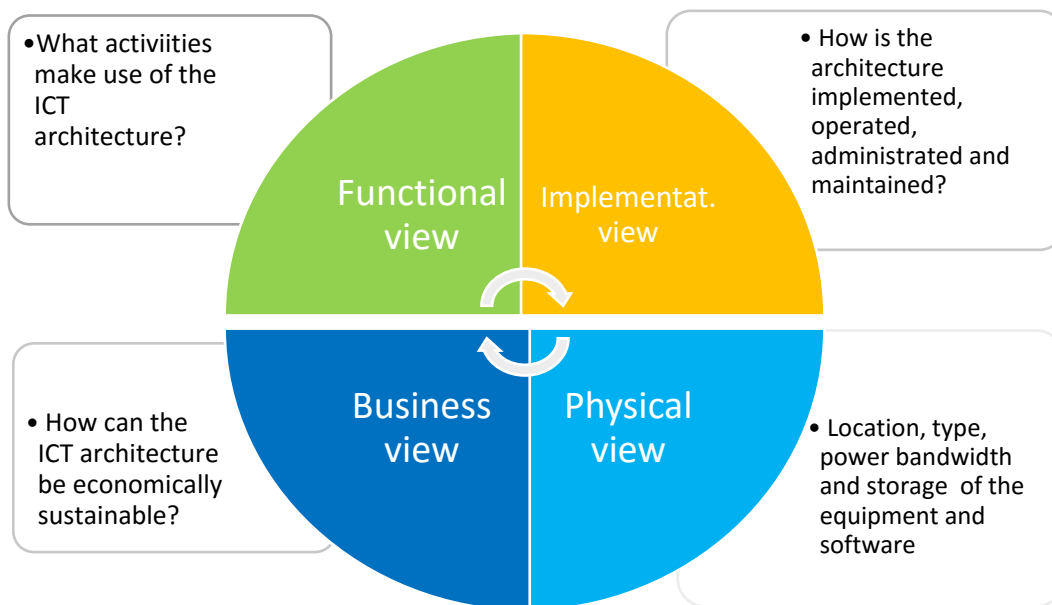 •What activiities
make use of the
ICT
architecture?
• How is the
architecture
implemented,
operated,
administrated and
maintained?
Functional
view
Implementat.
view
Business
view
Physical
view
• How can the
ICT architecture
be economically
sustainable?
• Location, type,
power bandwidth
and storage of the
equipment and
software